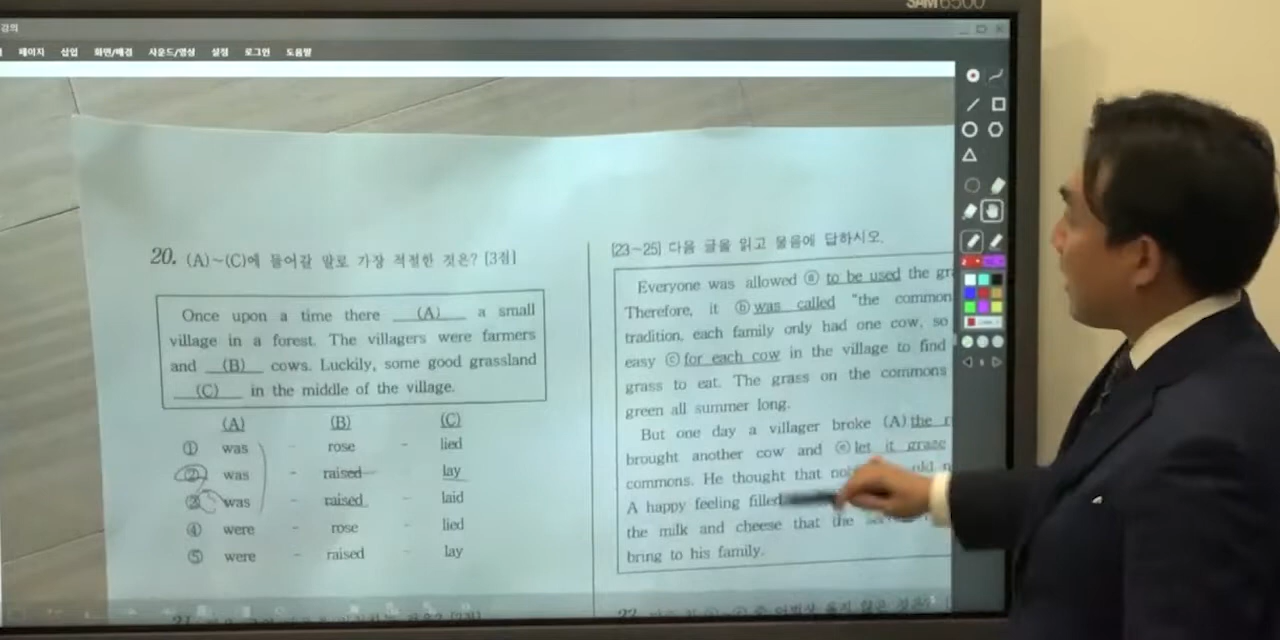 SAM6500
강의
페이지 삽입 화면/배경 사운드/영상 설정 로그인 도움말
20. (A)~(C)에 들어갈 말로 가장 적절한 것은? [3점]
Once upon a time there (A) a small
village in a forest. The villagers were farmers
and (B) cows. Luckily, some good grassland
(C) in the middle of the village.
(A) (B) (C)
① was - rose - lied
② was - raised - lay
③ was - raised - laid
④ were - rose - lied
⑤ were - raised - lay
[23~25] 다음 글을 읽고 물음에 답하시오.
Everyone was allowed ⓐ to be used the
Therefore, it ⓑ was called "the common
tradition, each family only had one cow, so
easy ⓒ for each cow in the village to find
grass to eat. The grass on the commons
green all summer long.
But one day a villager broke (A) the
brought another cow and ⓔ let it graze
commons. He thought that
A happy feeling filled
the milk and cheese that the
bring to his family.